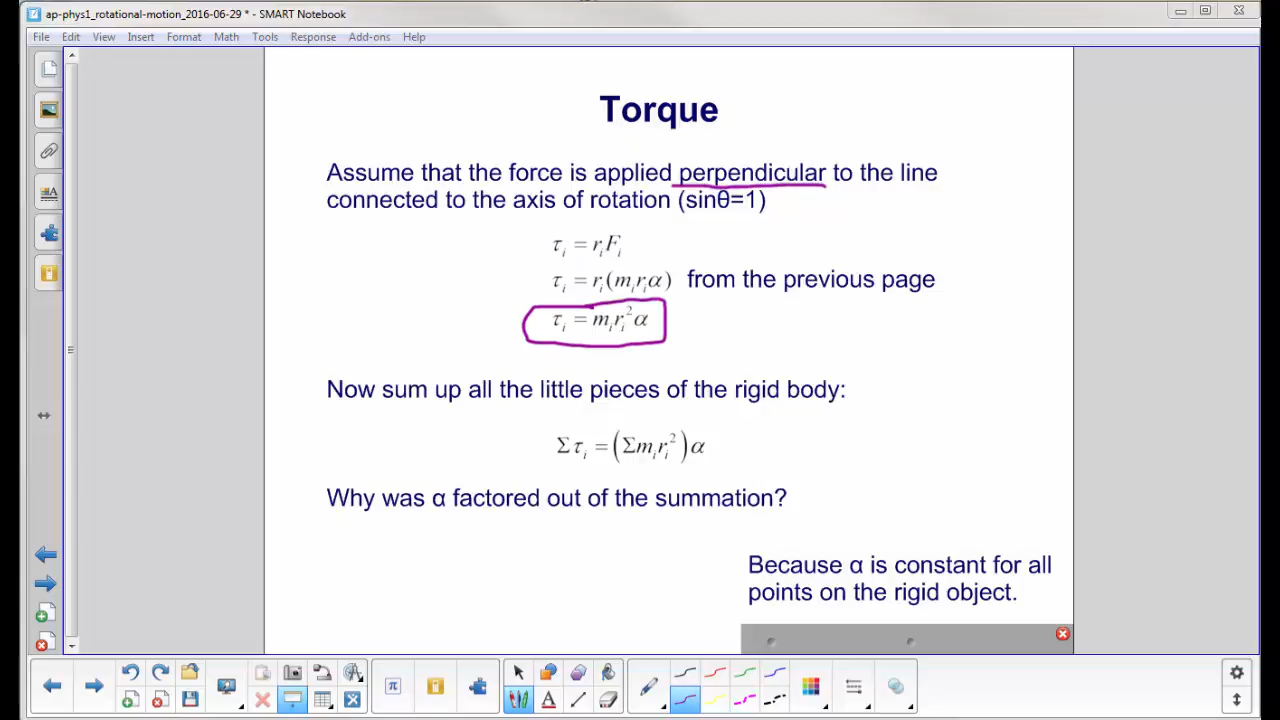 ap-phys1_rotational-motion_2016-06-29 * - SMART Notebook
File Edit View Insert Format Math Tools Response Add-ons Help
Torque
Assume that the force is applied perpendicular to the line
connected to the axis of rotation (sinθ=1)
τᵢ = rᵢFᵢ
τᵢ = rᵢ(mᵢrᵢα) from the previous page
τᵢ = mᵢrᵢ²α
Now sum up all the little pieces of the rigid body:
Στᵢ = (Σmᵢrᵢ²)α
Why was α factored out of the summation?
Because α is constant for all
points on the rigid object.